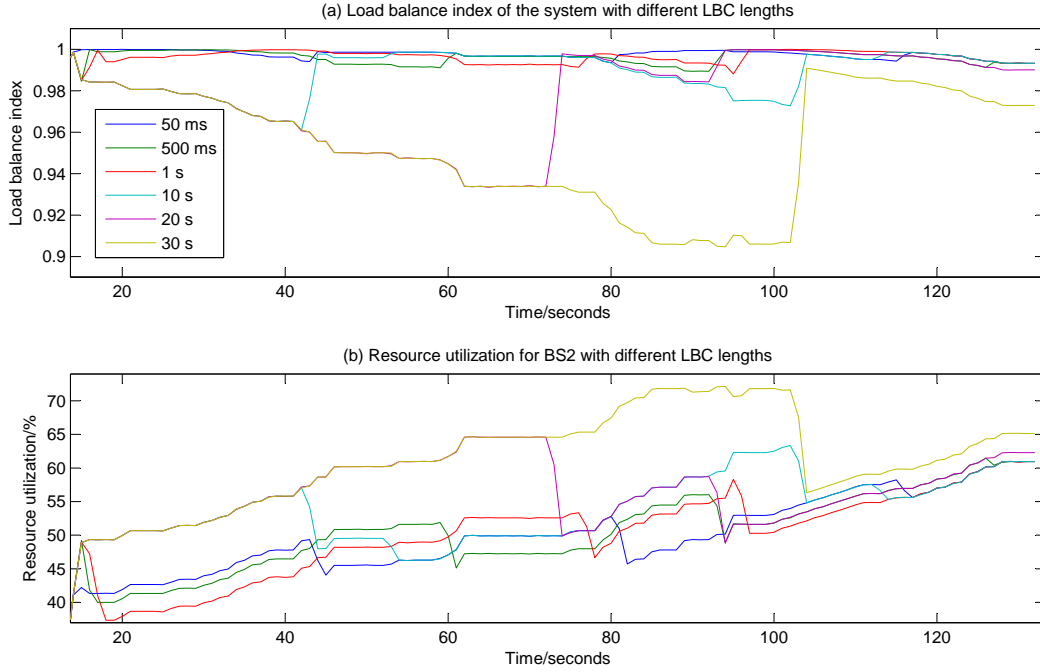 (a) Load balance index of the system with different LBC lengths
1
0.98
0.96
0.94
0.92
0.9
Load balance index
50 ms
500 ms
1 s
10 s
20 s
30 s
20 40 60 80 100 120
Time/seconds
(b) Resource utilization for BS2 with different LBC lengths
70
65
60
55
50
45
40
Resource utilization/%
20 40 60 80 100 120
Time/seconds